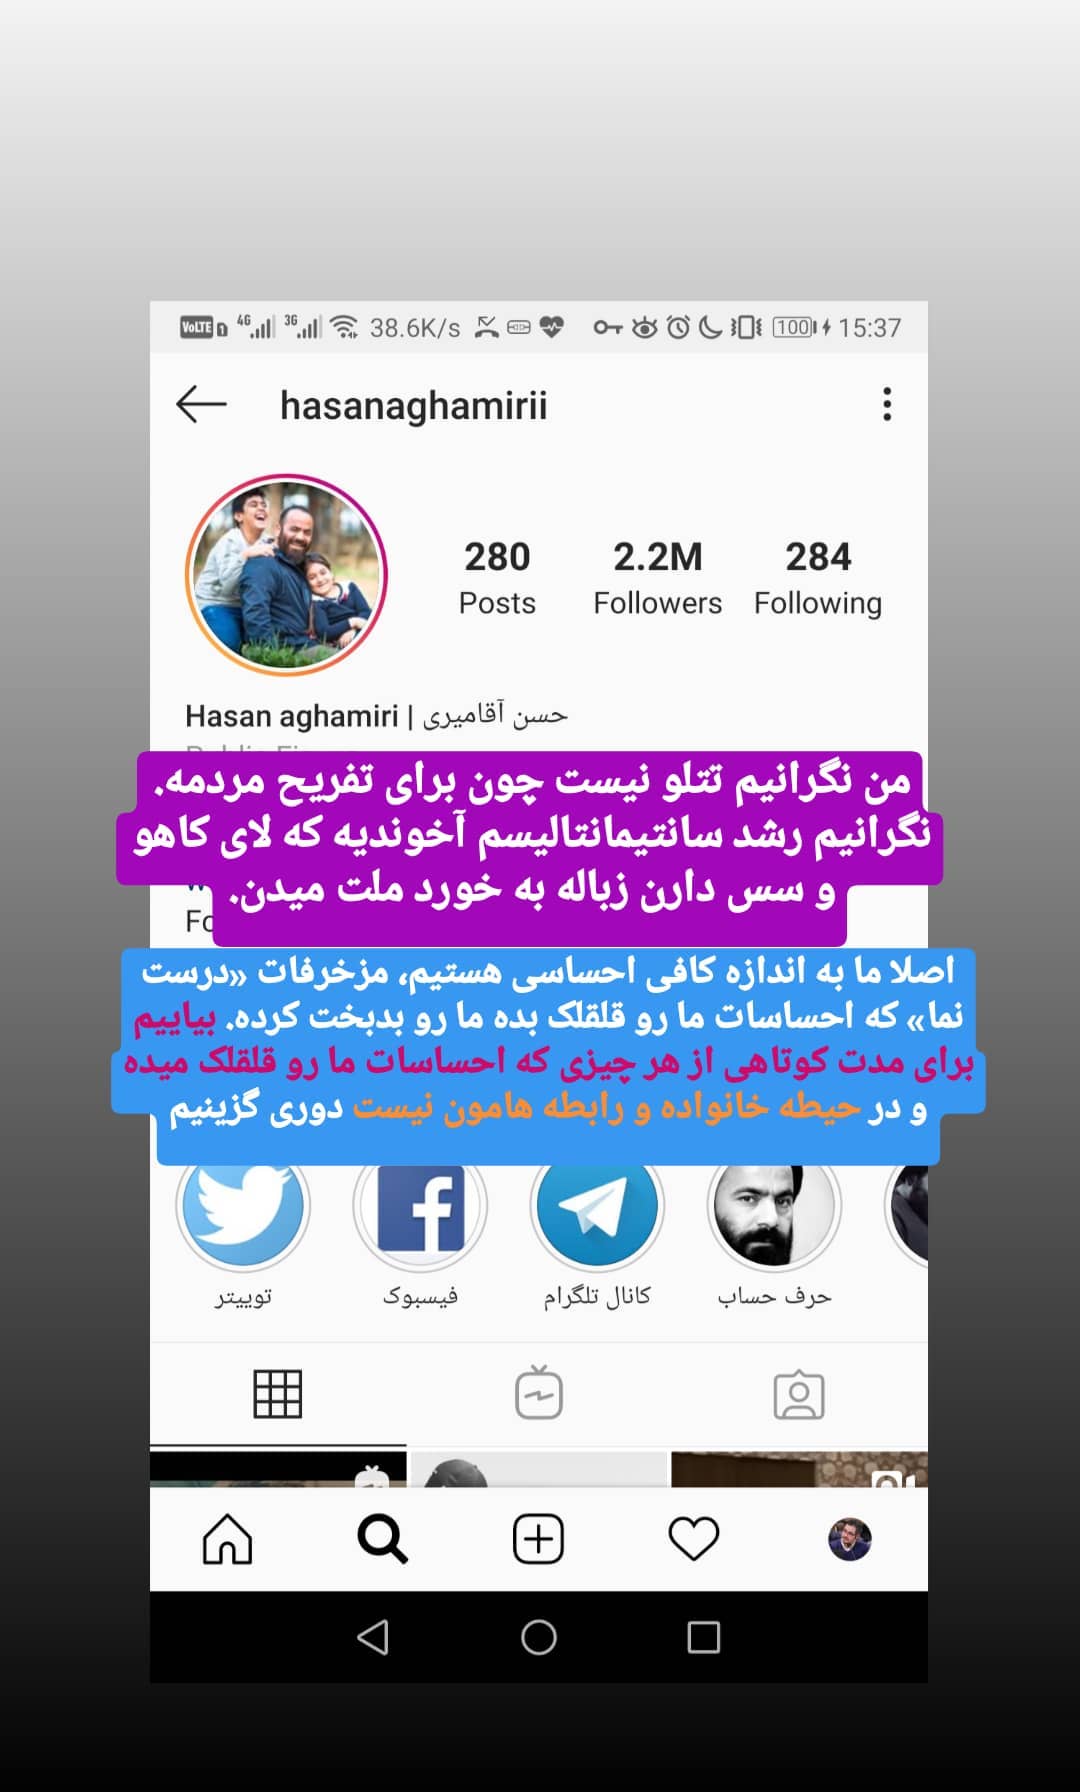 VoLTE 1 4G 3G 38.6K/s 100 15:37
hasanaghamirii
280 2.2M 284
Posts Followers Following
Hasan aghamiri | حسن آقامیری
من نگرانیم تتلو نیست چون برای تفریح مردمه.
نگرانیم رشد سانتیمانتالیسم آخوندیه که لای کاهو
و سس دارن زباله به خورد ملت میدن.
اصلا ما به اندازه کافی احساسی هستیم، مزخرفات «درست
نما» که احساسات ما رو قلقلک بده ما رو بدبخت کرده. بیاییم
برای مدت کوتاهی از هر چیزی که احساسات ما رو قلقلک میده
و در حیطه خانواده و رابطه هامون نیست دوری گزینیم
توییتر فیسبوک کانال تلگرام حرف حساب